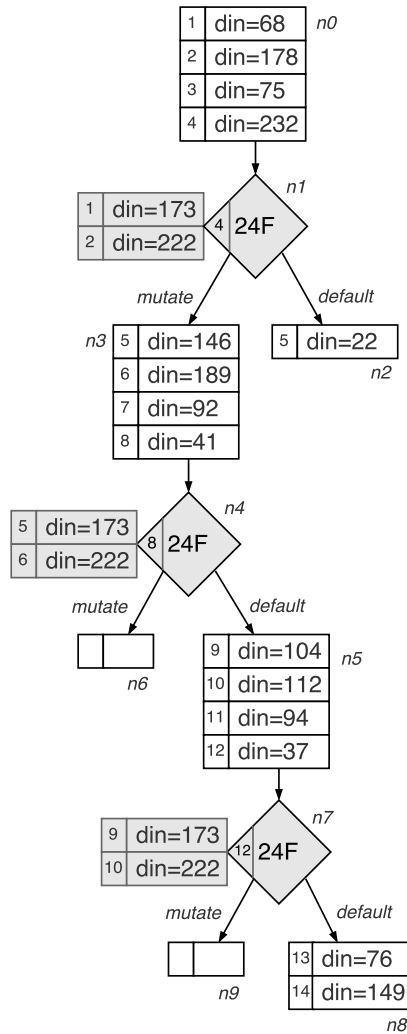 1 din=68 n0
2 din=178
3 din=75
4 din=232
n1
1 din=173
2 din=222
4 24F
mutate default
n3 5 din=146
6 din=189
7 din=92
8 din=41
5 din=22
n2
n4
5 din=173
6 din=222
8 24F
mutate default
n6
9 din=104 n5
10 din=112
11 din=94
12 din=37
n7
9 din=173
10 din=222
12 24F
mutate default
n9
13 din=76
14 din=149
n8